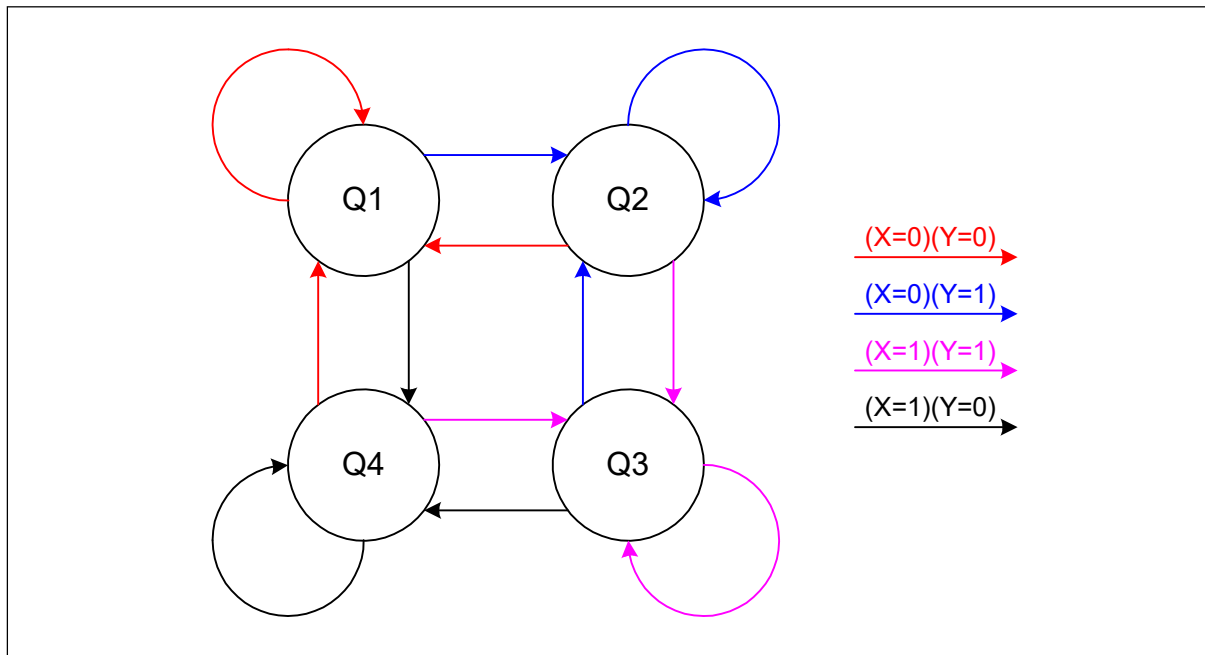 Q1
Q2
(X=0)(Y=0)
(X=0)(Y=1)
(X=1)(Y=1)
(X=1)(Y=0)
Q4
Q3